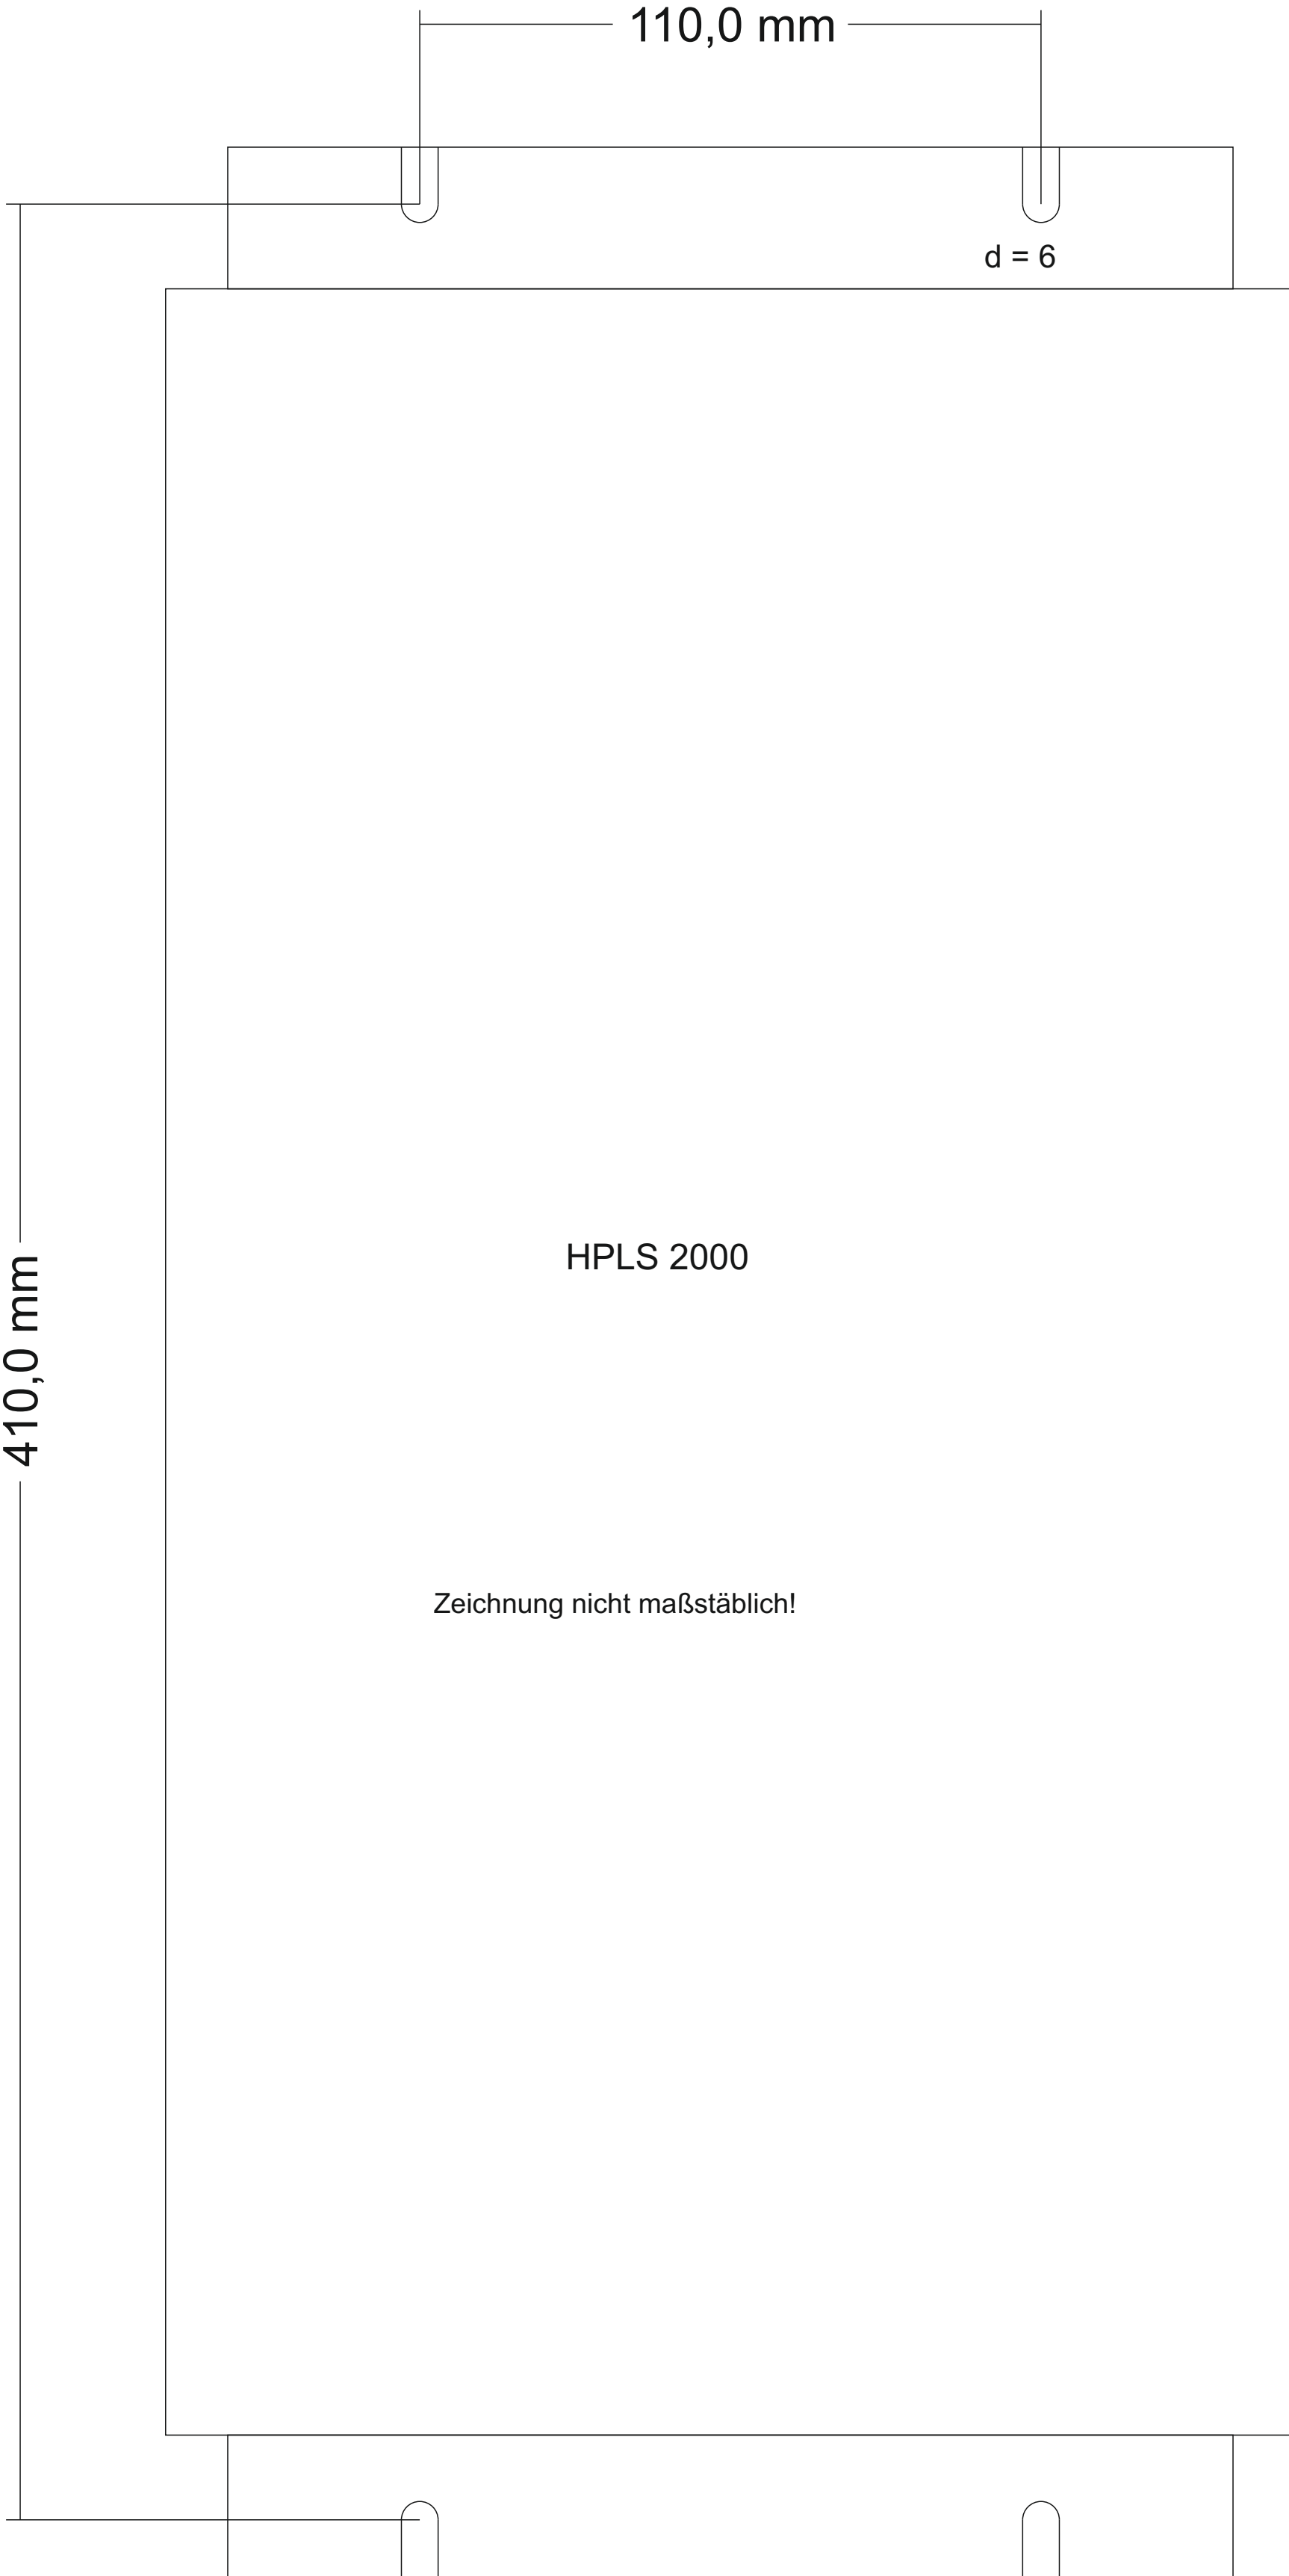 110,0 mm
d = 6
410,0 mm
HPLS 2000
Zeichnung nicht maßstäblich!